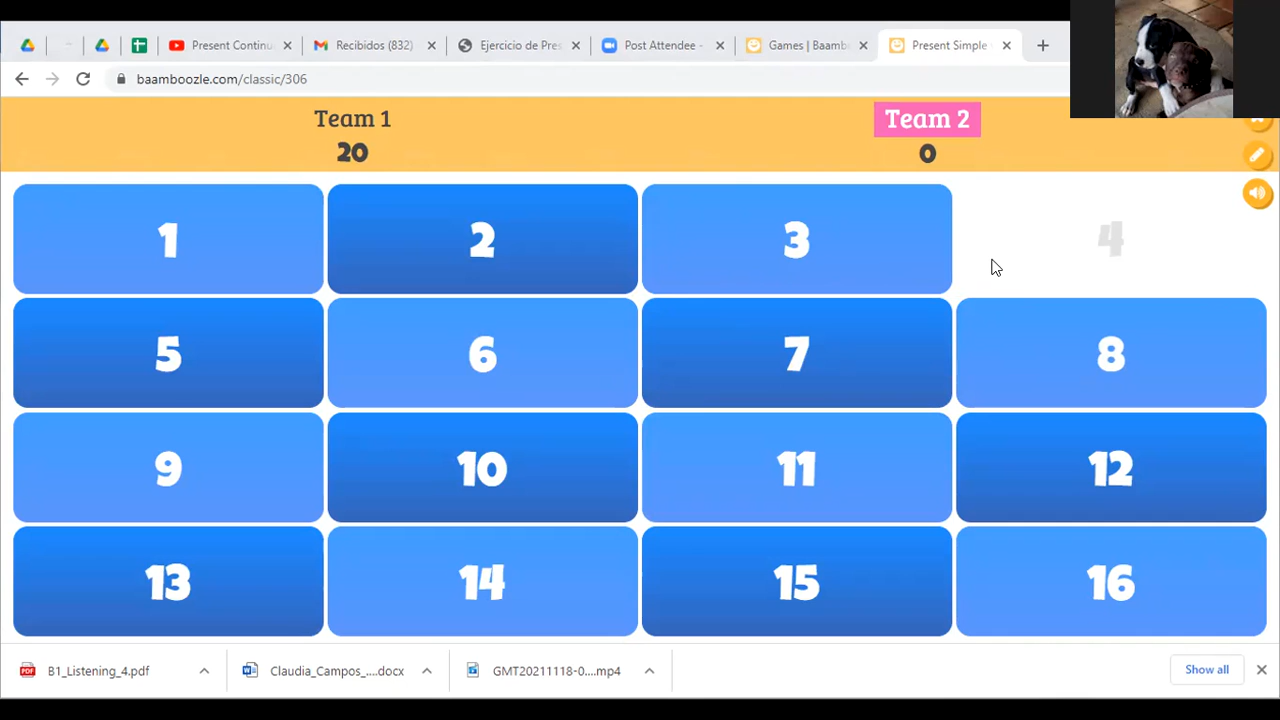 Present Continu
Recibidos (832)
Ejercicio de Pres
Post Attendee -
Games | Baamb
Present Simple
baamboozle.com/classic/306
Team 1
Team 2
20
0
1
2
3
4
5
6
7
8
9
10
11
12
13
14
15
16
PDF
B1_Listening_4.pdf
Claudia_Campos_....docx
GMT20211118-0....mp4
Show all